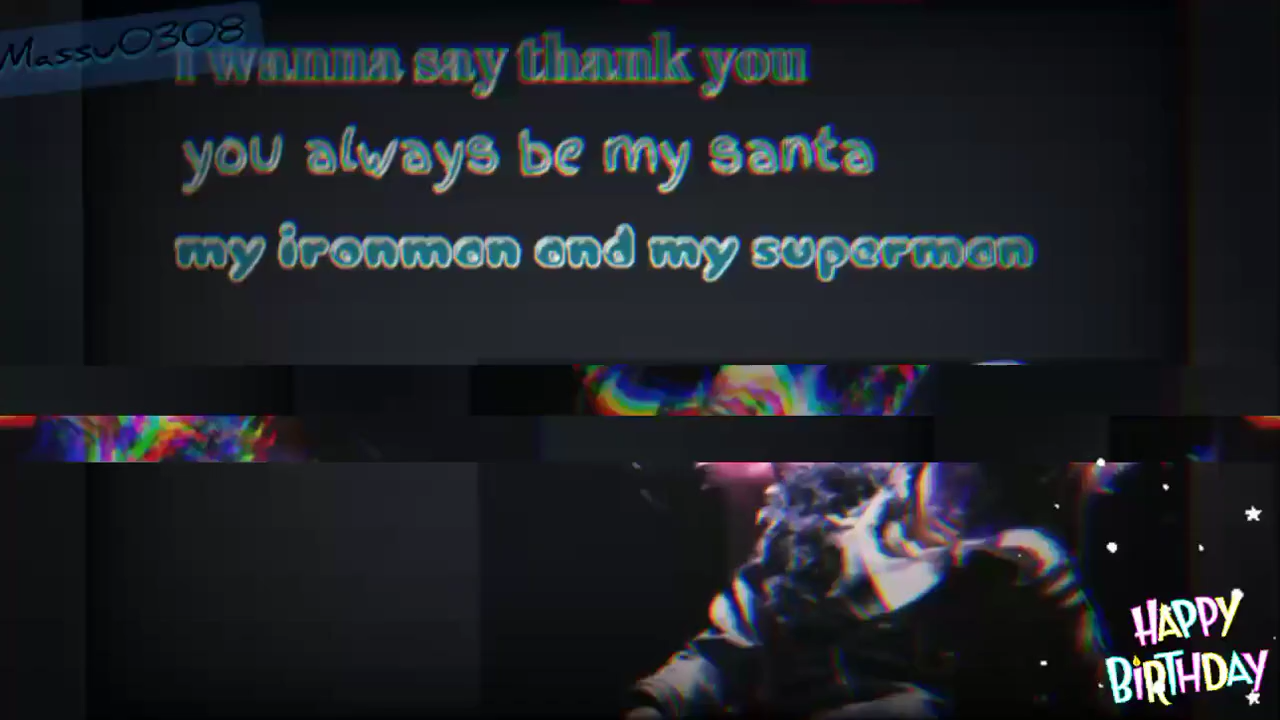 Massu0308
I wanna say thank you
you always be my santa
my ironman and my superman
HAPPY
BIRTHDAY